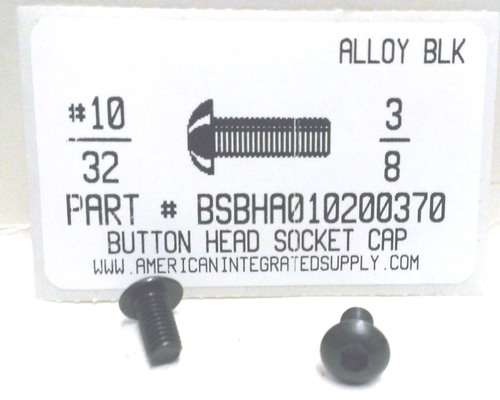 ALLOY BLK
#10
32
3
8
PART # BSBHA010200370
BUTTON HEAD SOCKET CAP
WWW.AMERICANINTEGRATEDSUPPLY.COM